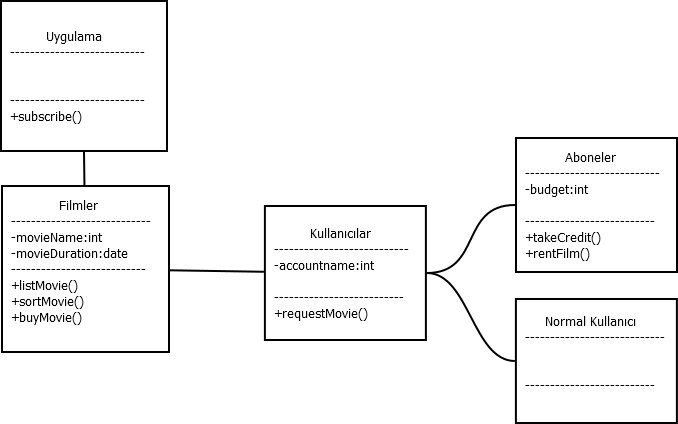 Uygulama
---------------------------
---------------------------
+subscribe()
Filmler
----------------------------
-movieName:int
-movieDuration:date
---------------------------
+listMovie()
+sortMovie()
+buyMovie()
Kullanıcılar
---------------------------
-accountname:int
--------------------------
+requestMovie()
Aboneler
---------------------------
-budget:int
--------------------------
+takeCredit()
+rentFilm()
Normal Kullanıcı
----------------------------
--------------------------